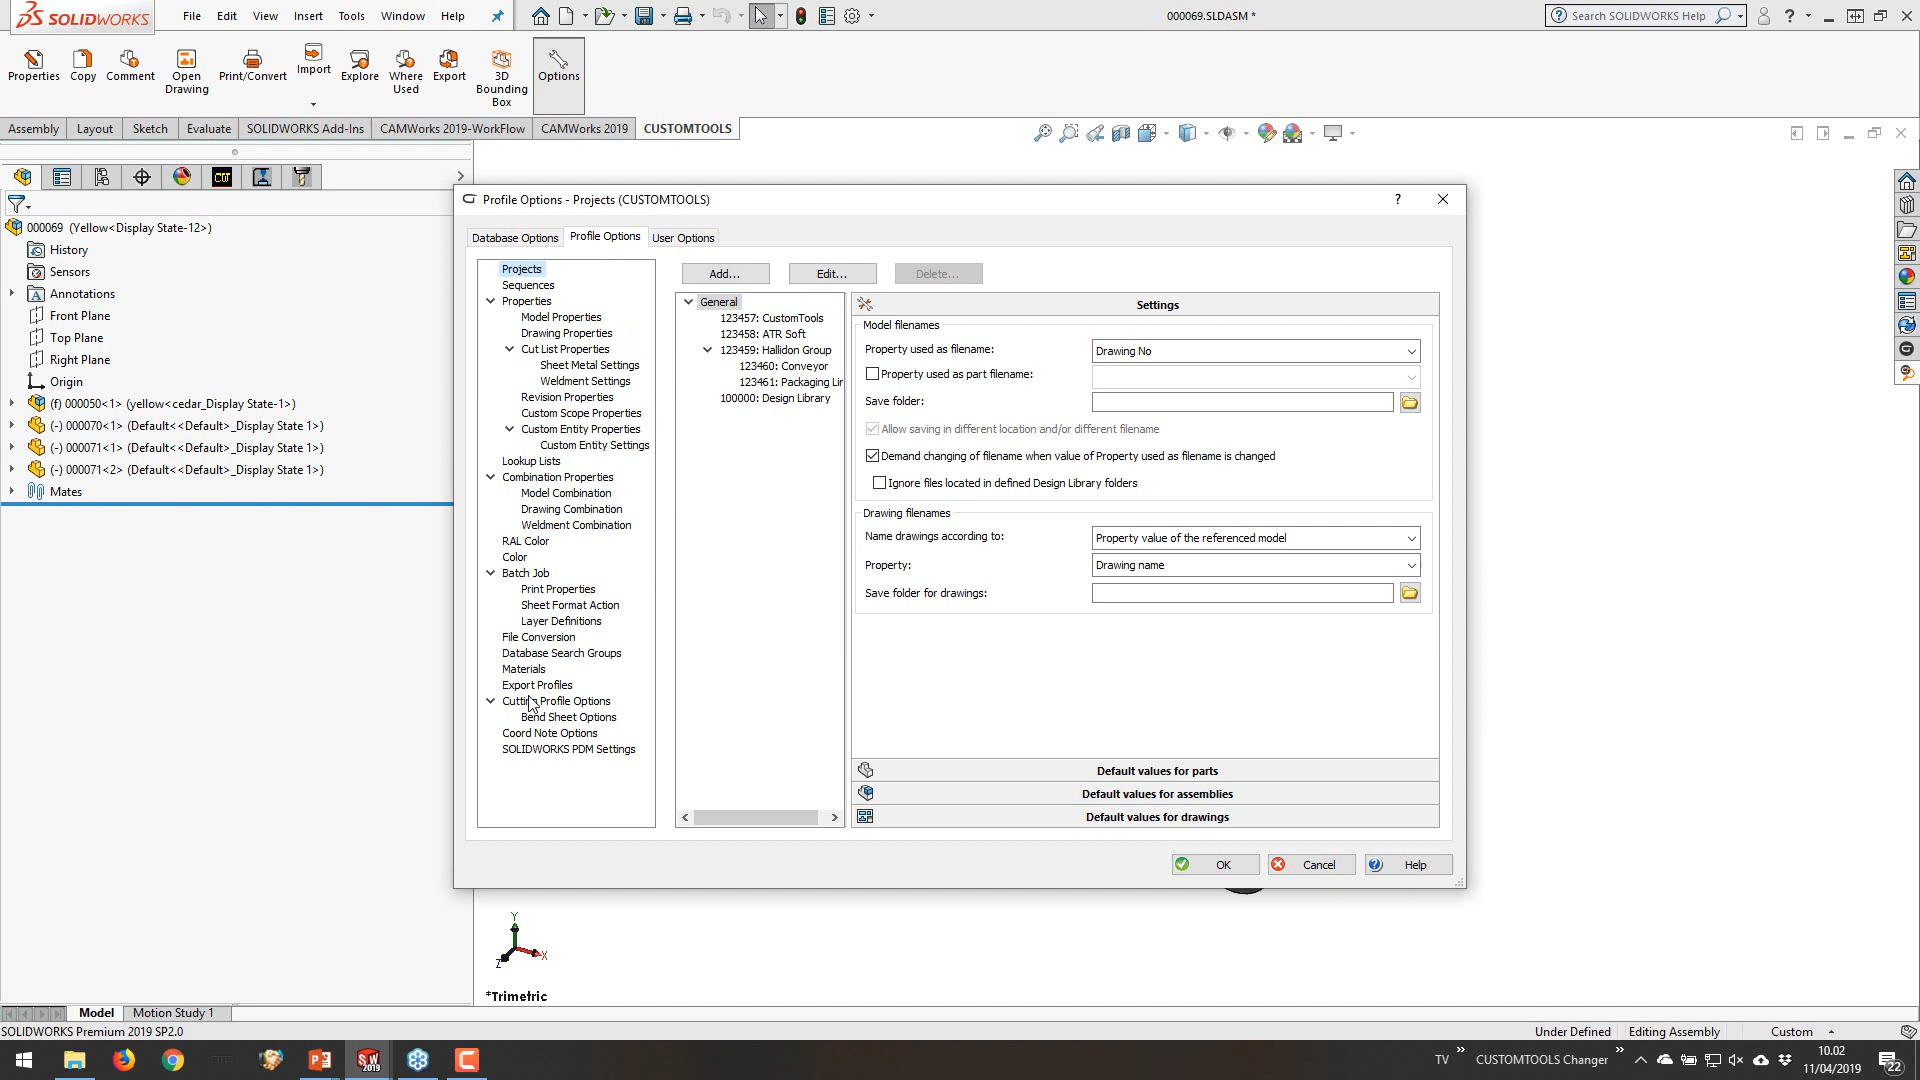 SOLIDWORKS
File Edit View Insert Tools Window Help
000069.SLDASM *
Search SOLIDWORKS Help
Properties Copy Comment Open Drawing Print/Convert Import Explore Where Used Export 3D Bounding Box Options
Assembly Layout Sketch Evaluate SOLIDWORKS Add-Ins CAMWorks 2019-WorkFlow CAMWorks 2019 CUSTOMTOOLS
000069 (Yellow<Display State-12>)
History
Sensors
Annotations
Front Plane
Top Plane
Right Plane
Origin
(f) 000050<1> (yellow<cedar_Display State-1>)
(-) 000070<1> (Default<<Default>_Display State 1>)
(-) 000071<1> (Default<<Default>_Display State 1>)
(-) 000071<2> (Default<<Default>_Display State 1>)
Mates
Profile Options - Projects (CUSTOMTOOLS)
Database Options Profile Options User Options
Projects
Sequences
Properties
Model Properties
Drawing Properties
Cut List Properties
Sheet Metal Settings
Weldment Settings
Revision Properties
Custom Scope Properties
Custom Entity Properties
Custom Entity Settings
Lookup Lists
Combination Properties
Model Combination
Drawing Combination
Weldment Combination
RAL Color
Color
Batch Job
Print Properties
Sheet Format Action
Layer Definitions
File Conversion
Database Search Groups
Materials
Export Profiles
Cutting Profile Options
Bend Sheet Options
Coord Note Options
SOLIDWORKS PDM Settings
Add... Edit... Delete...
General
123457: CustomTools
123458: ATR Soft
123459: Hallidon Group
123460: Conveyor
123461: Packaging Lir
100000: Design Library
Settings
Model filenames
Property used as filename: Drawing No
Property used as part filename:
Save folder:
Allow saving in different location and/or different filename
Demand changing of filename when value of Property used as filename is changed
Ignore files located in defined Design Library folders
Drawing filenames
Name drawings according to: Property value of the referenced model
Property: Drawing name
Save folder for drawings:
Default values for parts
Default values for assemblies
Default values for drawings
OK Cancel Help
Y
X
Z
*Trimetric
Model Motion Study 1
SOLIDWORKS Premium 2019 SP2.0
Under Defined Editing Assembly Custom
TV CUSTOMTOOLS Changer
10.02
11/04/2019
22